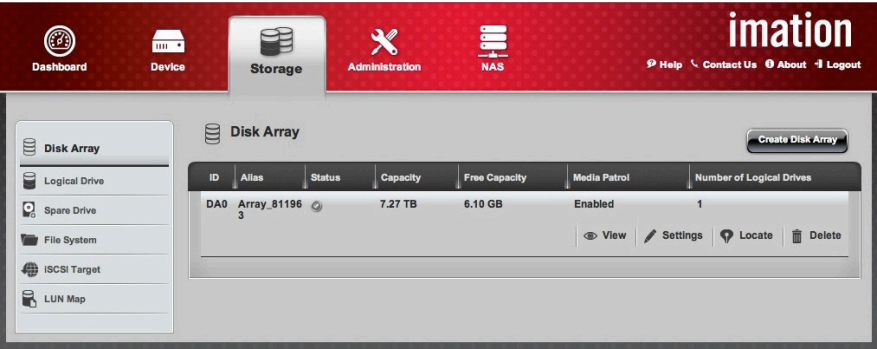 imation
Dashboard Device Storage Administration NAS Help Contact Us About Logout
Disk Array
Logical Drive
Spare Drive
File System
iSCSI Target
LUN Map
Disk Array
Create Disk Array
ID Alias Status Capacity Free Capacity Media Patrol Number of Logical Drives
DA0 Array_81196 7.27 TB 6.10 GB Enabled 1
3
View Settings Locate Delete